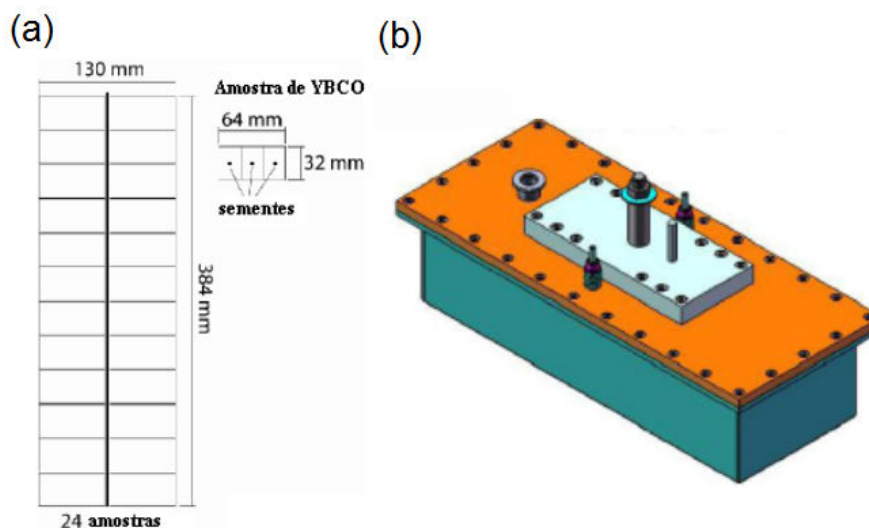 (a)
130 mm
Amostra de YBCO
64 mm
32 mm
sementes
384 mm
24 amostras
(b)